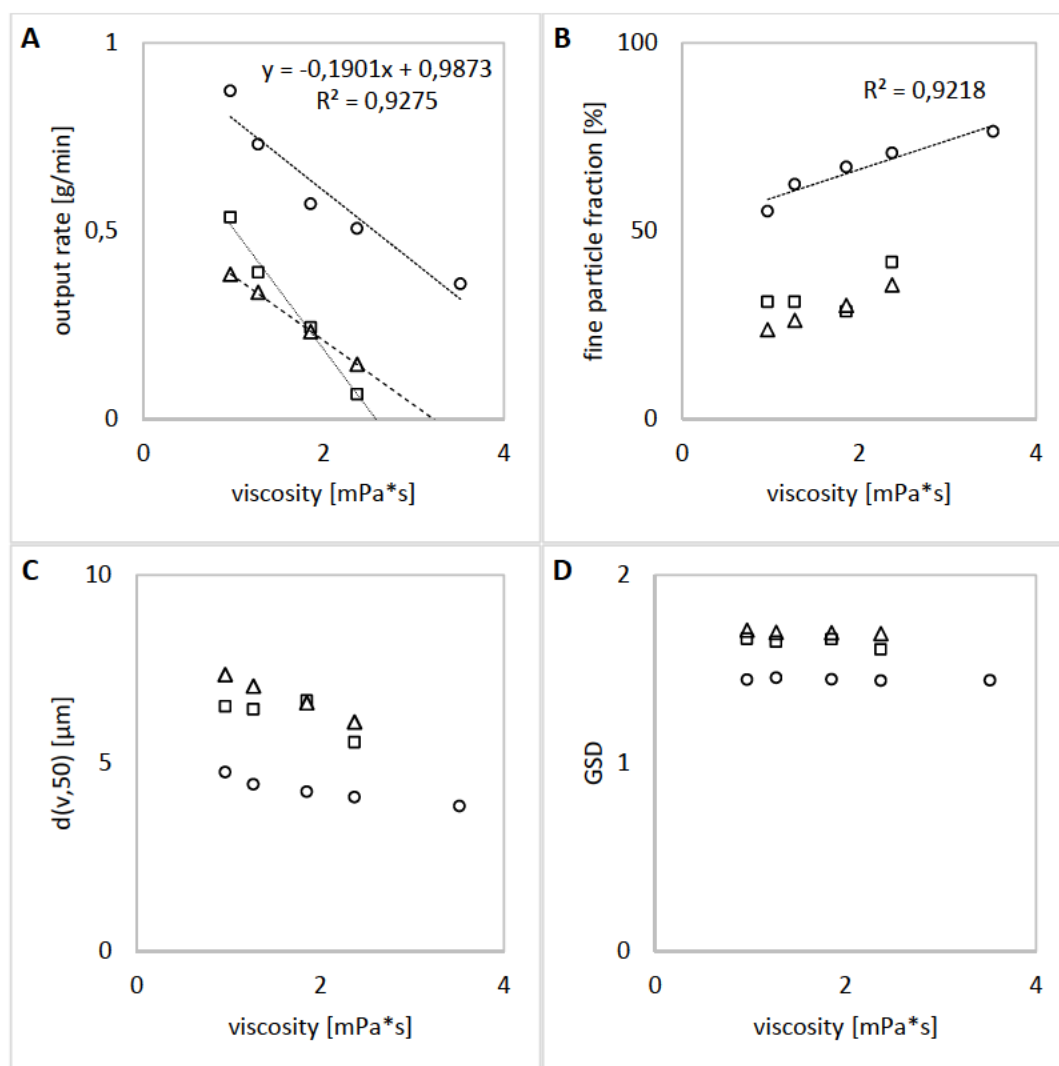 A
1
y = -0,1901x + 0,9873
R² = 0,9275
output rate [g/min]
0,5
0
0
2
4
viscosity [mPa*s]
B
100
R² = 0,9218
fine particle fraction [%]
50
0
0
2
4
viscosity [mPa*s]
C
10
d(v,50) [µm]
5
0
0
2
4
viscosity [mPa*s]
D
2
GSD
1
0
0
2
4
viscosity [mPa*s]